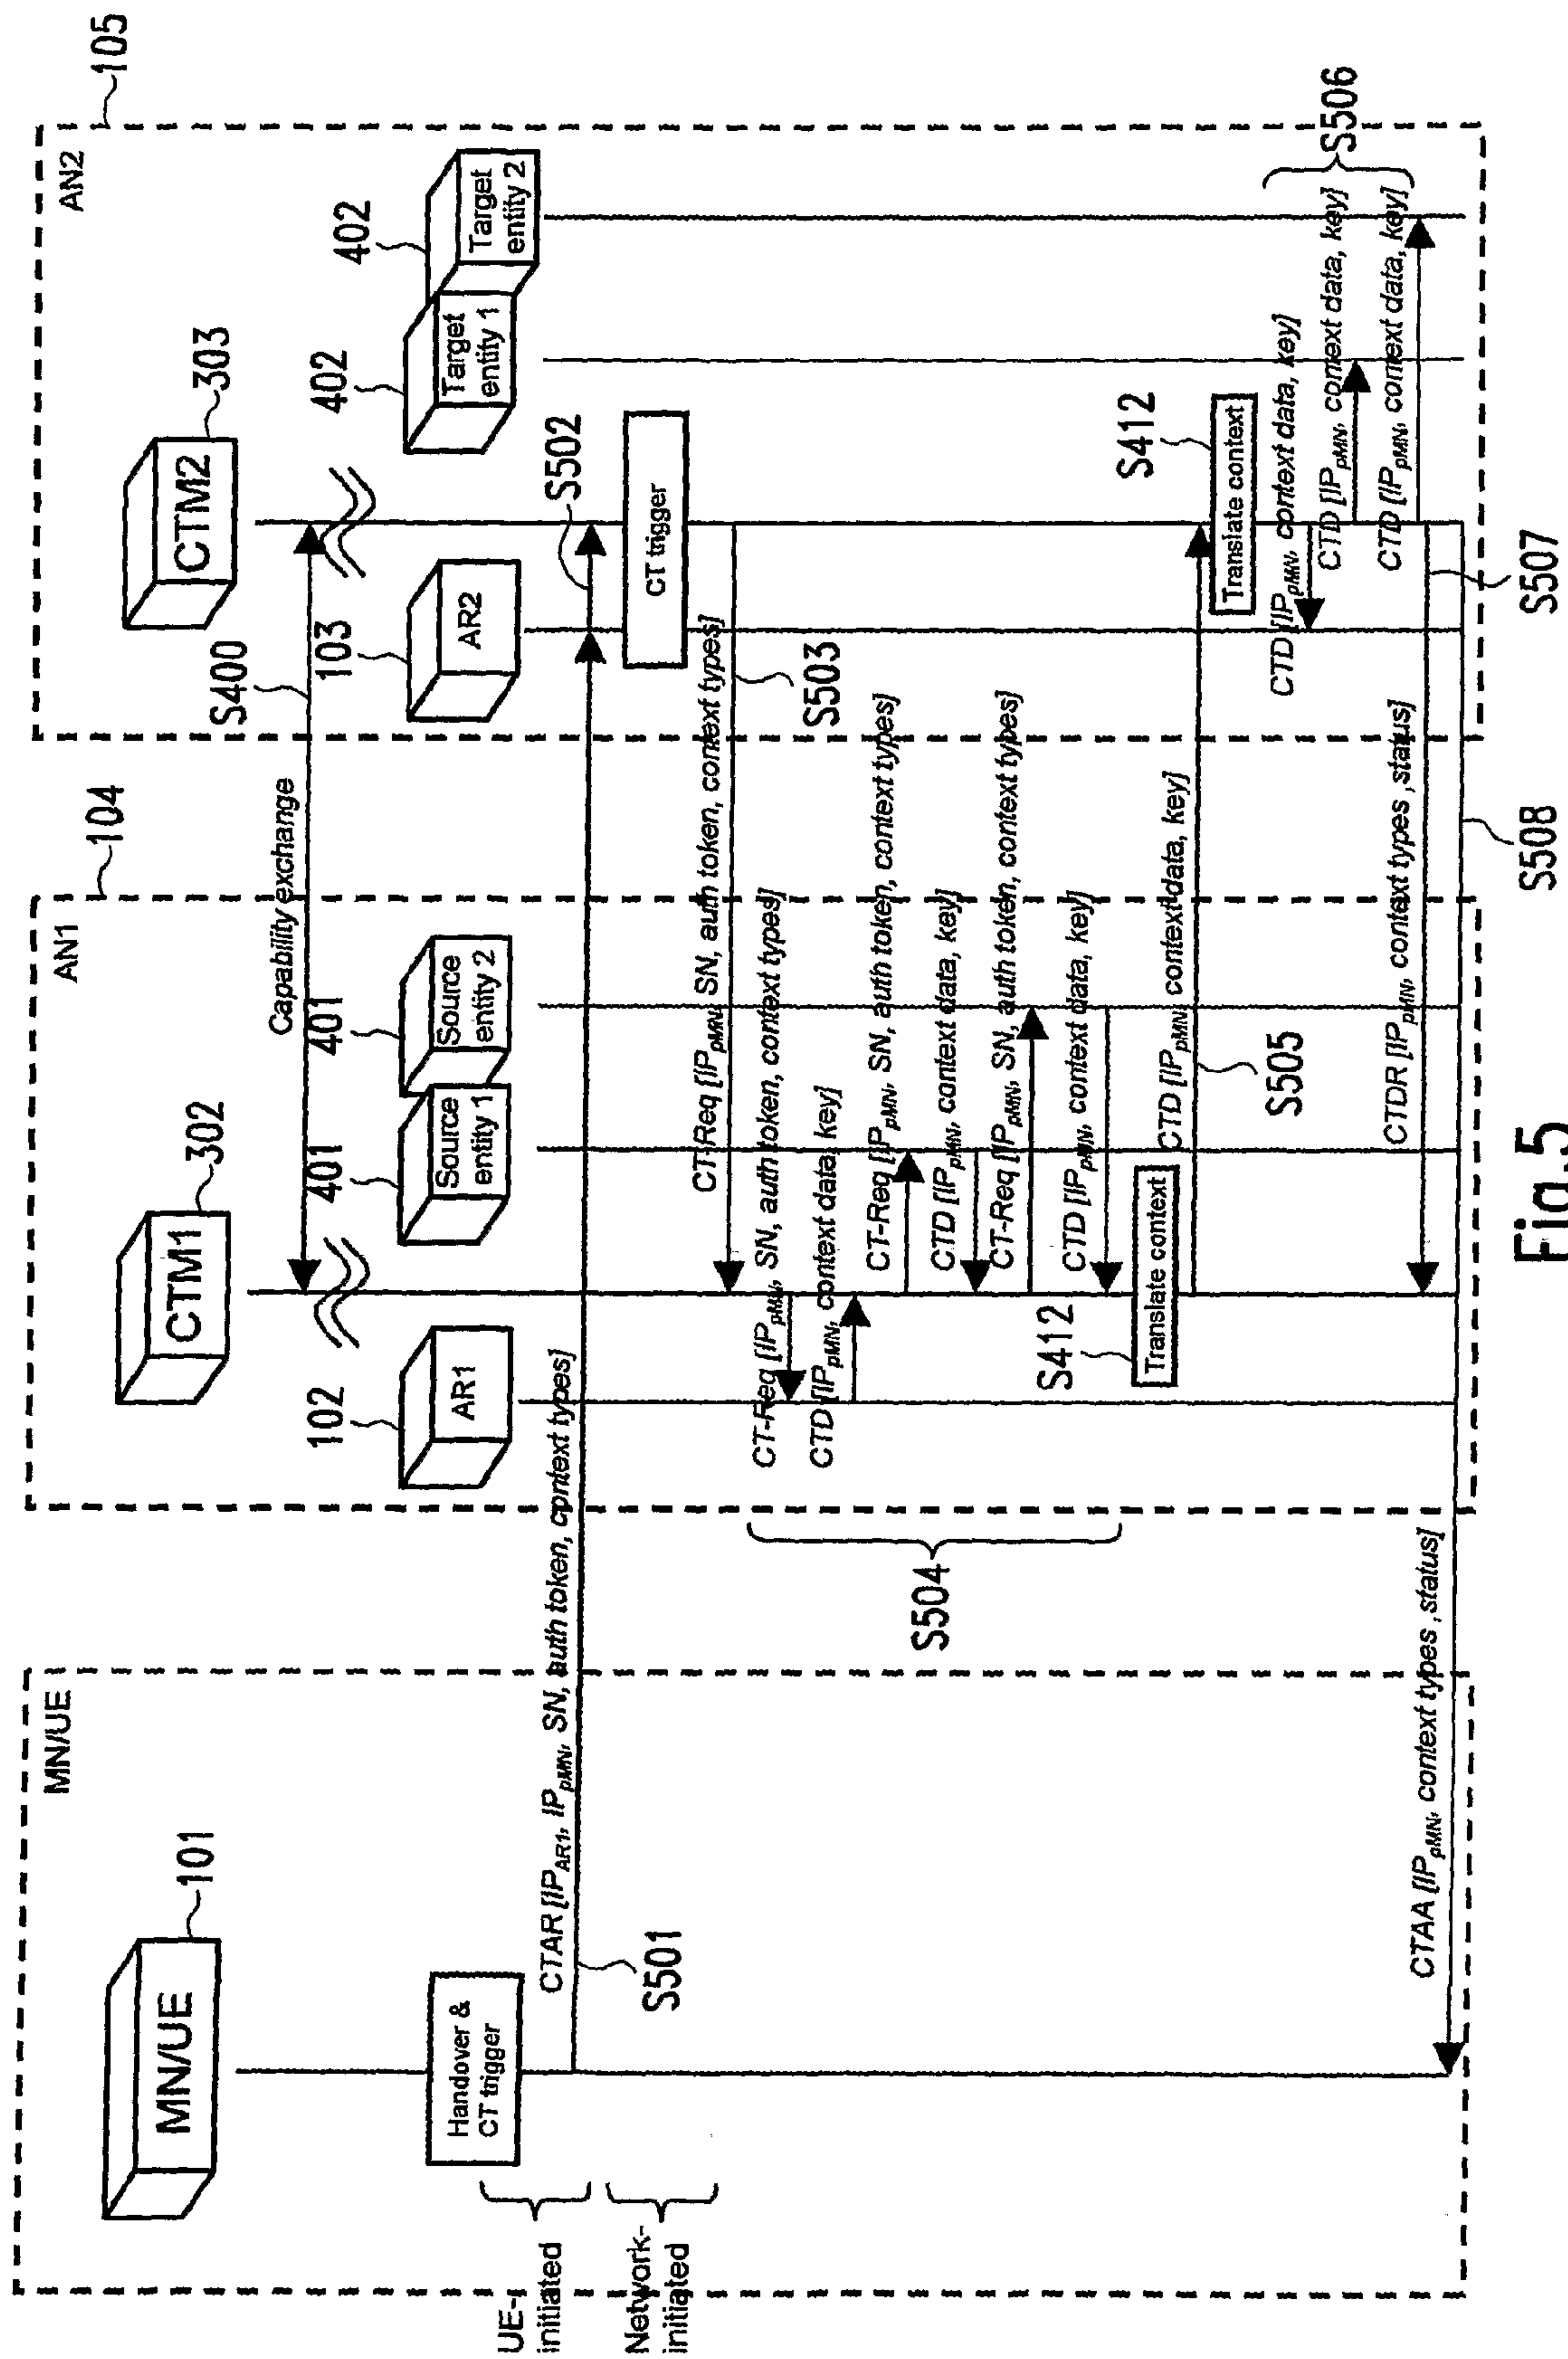 MN/UE
AN1
AN2
104
105
MN/UE
101
CTM1
302
CTM2
303
Capability exchange
S400
102
AR1
401
Source
entity 1
401
Source
entity 2
103
AR2
402
Target
entity 1
402
Target
entity 2
UE-
initiated
Handover &
CT trigger
CTAR [IPAR1, IPpMN, SN, auth token, context types]
S501
S502
Network-
initiated
CT trigger
CT-Req [IPpMN, SN, auth token, context types]
S503
CT-Req [IPpMN, SN, auth token, context types]
CTD [IPpMN, context data, key]
CT-Req [IPpMN, SN, auth token, context types]
CTD [IPpMN, context data, key]
CT-Req [IPpMN, SN, auth token, context types]
CTD [IPpMN, context data, key]
S504
S412
Translate context
CTD [IPpMN, context data, key]
S505
S412
Translate context
CTD [IPpMN, context data, key]
CTD [IPpMN, context data, key]
CTD [IPpMN, context data, key]
S506
CTDR [IPpMN, context types ,status]
S507
CTAA [IPpMN, context types ,status]
S508
Fig.5